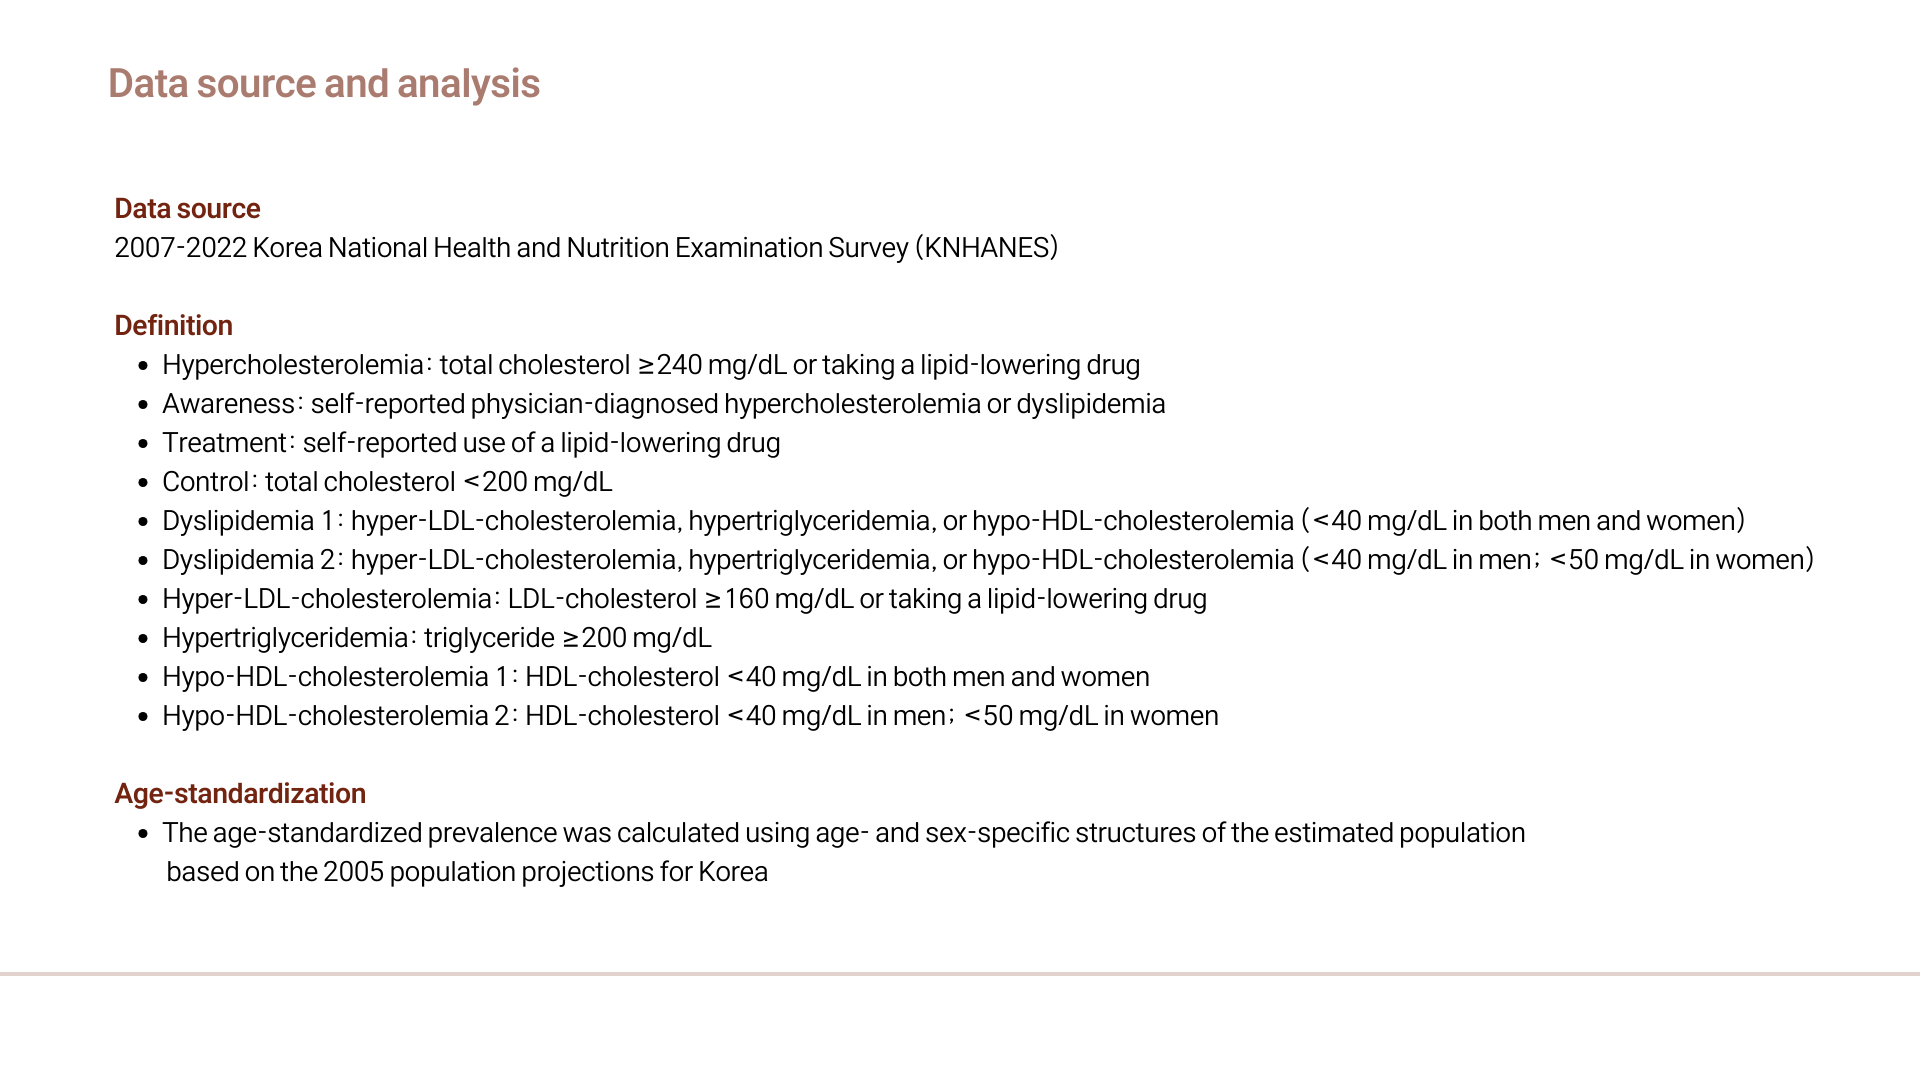 Data source and analysis
Data source
2007-2022 Korea National Health and Nutrition Examination Survey (KNHANES)
Definition
• Hypercholesterolemia: total cholesterol ≥240 mg/dL or taking a lipid-lowering drug
• Awareness: self-reported physician-diagnosed hypercholesterolemia or dyslipidemia
• Treatment: self-reported use of a lipid-lowering drug
• Control: total cholesterol <200 mg/dL
• Dyslipidemia 1: hyper-LDL-cholesterolemia, hypertriglyceridemia, or hypo-HDL-cholesterolemia (<40 mg/dL in both men and women)
• Dyslipidemia 2: hyper-LDL-cholesterolemia, hypertriglyceridemia, or hypo-HDL-cholesterolemia (<40 mg/dL in men; <50 mg/dL in women)
• Hyper-LDL-cholesterolemia: LDL-cholesterol ≥160 mg/dL or taking a lipid-lowering drug
• Hypertriglyceridemia: triglyceride ≥200 mg/dL
• Hypo-HDL-cholesterolemia 1: HDL-cholesterol <40 mg/dL in both men and women
• Hypo-HDL-cholesterolemia 2: HDL-cholesterol <40 mg/dL in men; <50 mg/dL in women
Age-standardization
• The age-standardized prevalence was calculated using age- and sex-specific structures of the estimated population
based on the 2005 population projections for Korea